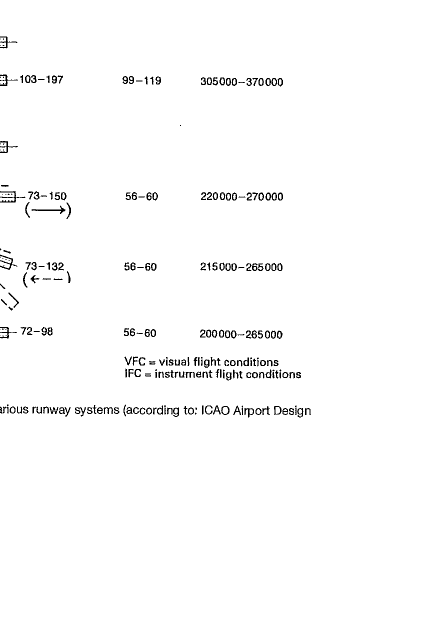 103–197 99–119 305000–370000
73–150 56–60 220000–270000
73–132 56–60 215000–265000
72–98 56–60 200000–265000
VFC = visual flight conditions
IFC = instrument flight conditions
arious runway systems (according to: ICAO Airport Design